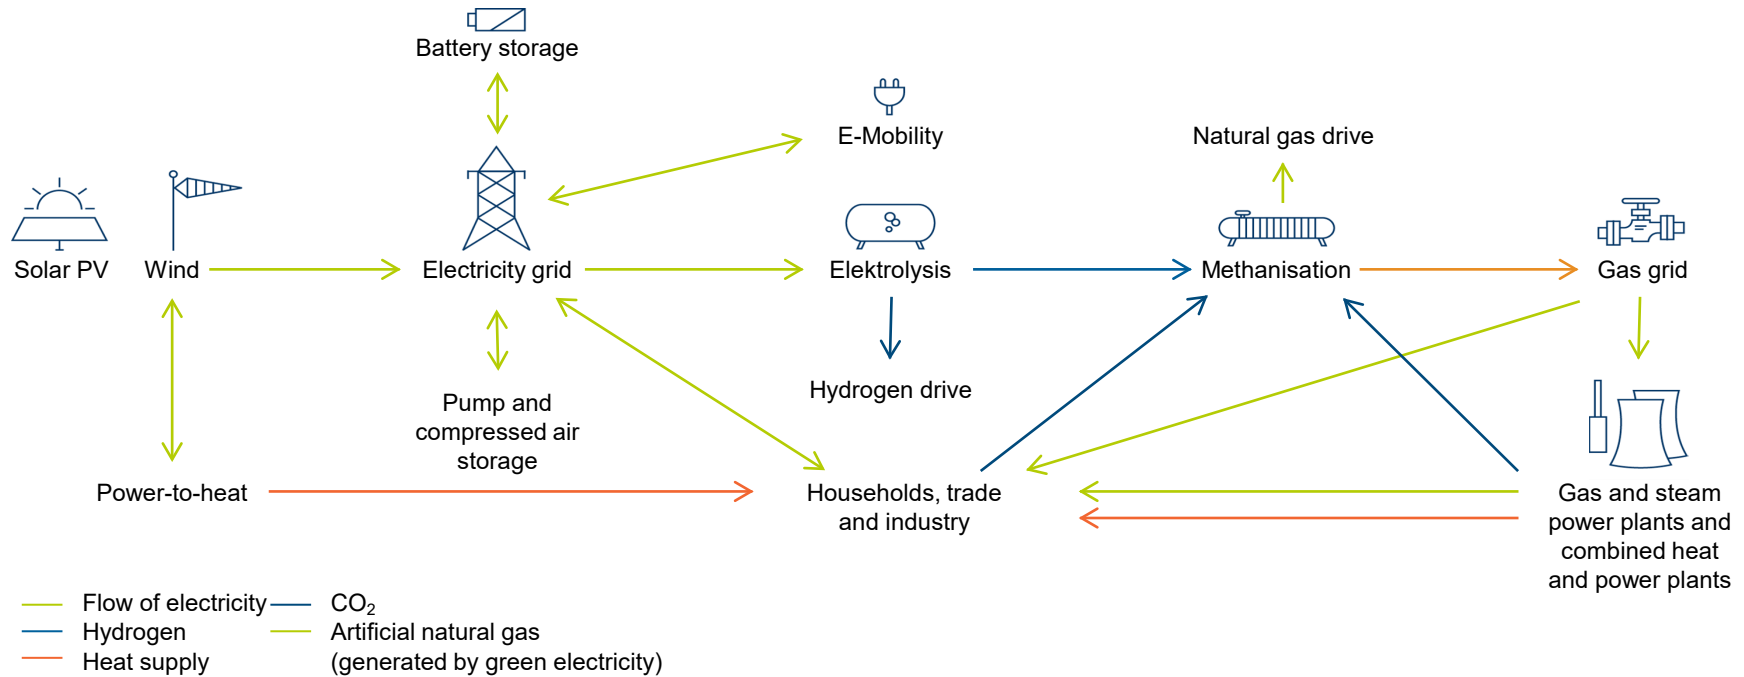 Battery storage
E-Mobility
Natural gas drive
Solar PV
Wind
Electricity grid
Elektrolysis
Methanisation
Gas grid
Hydrogen drive
Pump and
compressed air
storage
Power-to-heat
Households, trade
and industry
Gas and steam
power plants and
combined heat
and power plants
Flow of electricity
Hydrogen
Heat supply
CO₂
Artificial natural gas
(generated by green electricity)